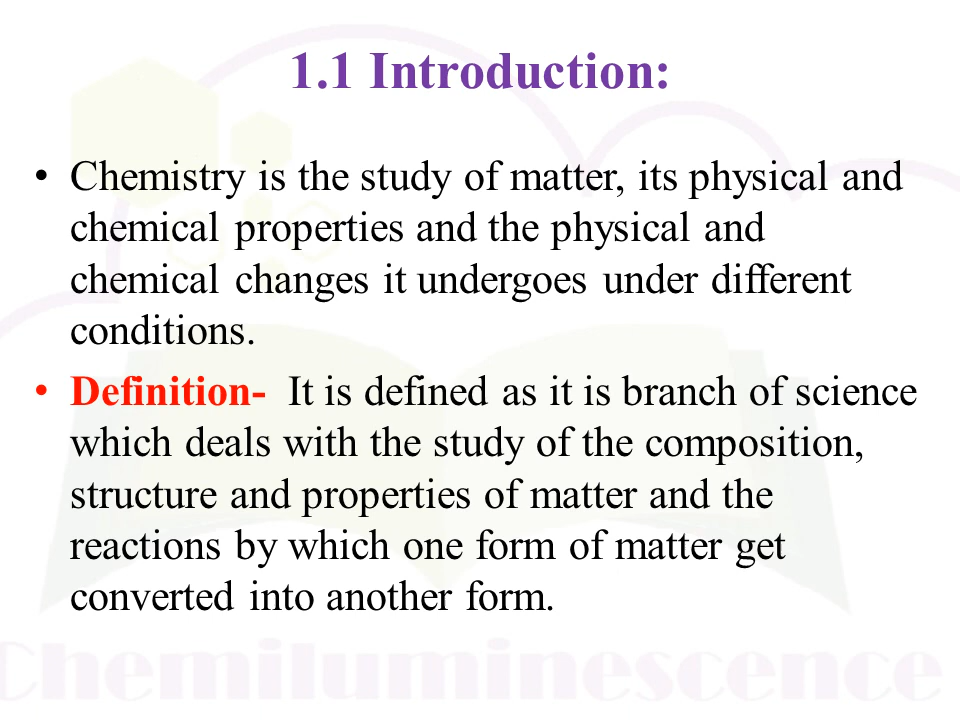 1.1 Introduction:
• Chemistry is the study of matter, its physical and
chemical properties and the physical and
chemical changes it undergoes under different
conditions.
• Definition- It is defined as it is branch of science
which deals with the study of the composition,
structure and properties of matter and the
reactions by which one form of matter get
converted into another form.
Chemiluminescence